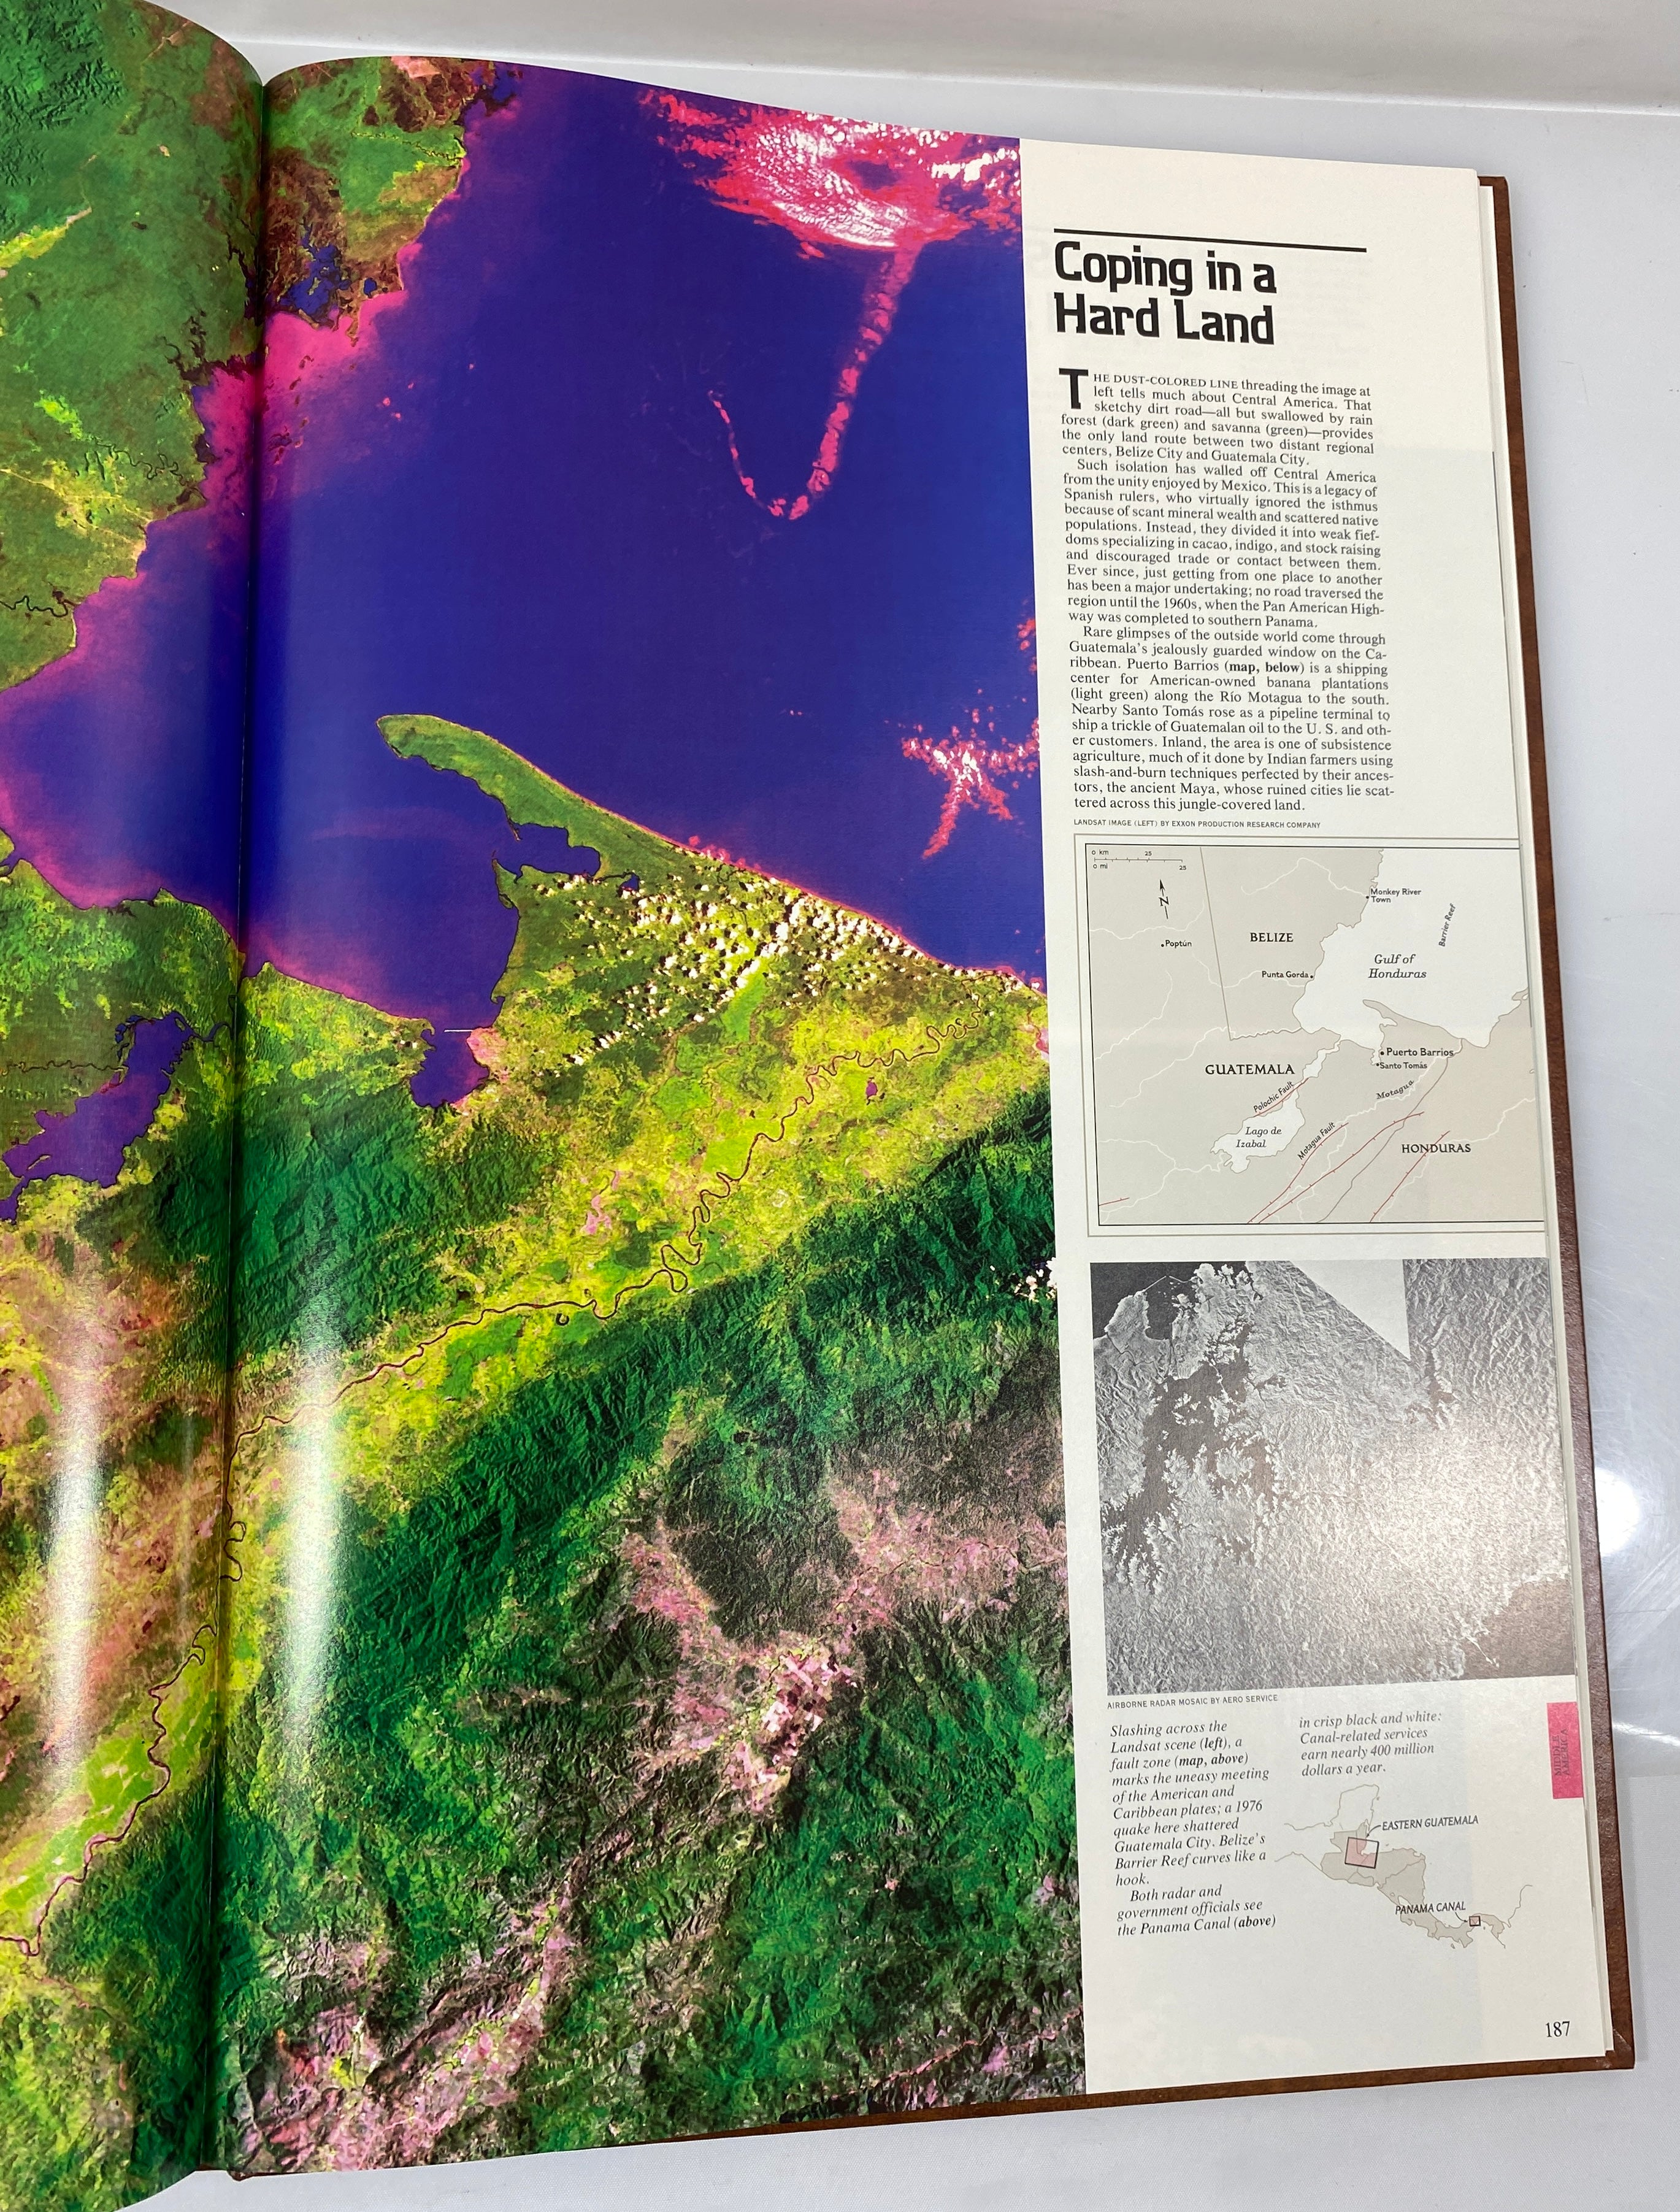 Coping in a
Hard Land
THE DUST-COLORED LINE threading the image at
left tells much about Central America. That
sketchy dirt road—all but swallowed by rain
forest (dark green) and savanna (green)—provides
the only land route between two distant regional
centers, Belize City and Guatemala City.
Such isolation has walled off Central America
from the unity enjoyed by Mexico. This is a legacy of
Spanish rulers, who virtually ignored the isthmus
because of scant mineral wealth and scattered native
populations. Instead, they divided it into weak fief-
doms specializing in cacao, indigo, and stock raising
and discouraged trade or contact between them.
Ever since, just getting from one place to another
has been a major undertaking; no road traversed the
region until the 1960s, when the Pan American High-
way was completed to southern Panama.
Rare glimpses of the outside world come through
Guatemala's jealously guarded window on the Ca-
ribbean. Puerto Barrios (map, below) is a shipping
center for American-owned banana plantations
(light green) along the Río Motagua to the south.
Nearby Santo Tomás rose as a pipeline terminal to
ship a trickle of Guatemalan oil to the U. S. and oth-
er customers. Inland, the area is one of subsistence
agriculture, much of it done by Indian farmers using
slash-and-burn techniques perfected by their ances-
tors, the ancient Maya, whose ruined cities lie scat-
tered across this jungle-covered land.
LANDSAT IMAGE (LEFT) BY EXXON PRODUCTION RESEARCH COMPANY
0 km 25
0 mi 25
N
Monkey River
Town
Barrier Reef
BELIZE
Poptún
Gulf of
Honduras
Punta Gorda
Puerto Barrios
GUATEMALA
Santo Tomás
Polochic Fault
Motagua
Lago de
Izabal
Motagua Fault
HONDURAS
AIRBORNE RADAR MOSAIC BY AERO SERVICE
Slashing across the
Landsat scene (left), a
fault zone (map, above)
marks the uneasy meeting
of the American and
Caribbean plates; a 1976
quake here shattered
Guatemala City. Belize's
Barrier Reef curves like a
hook.
Both radar and
government officials see
the Panama Canal (above)
in crisp black and white:
Canal-related services
earn nearly 400 million
dollars a year.
MIDDLE
AMERICA
EASTERN GUATEMALA
PANAMA CANAL
187